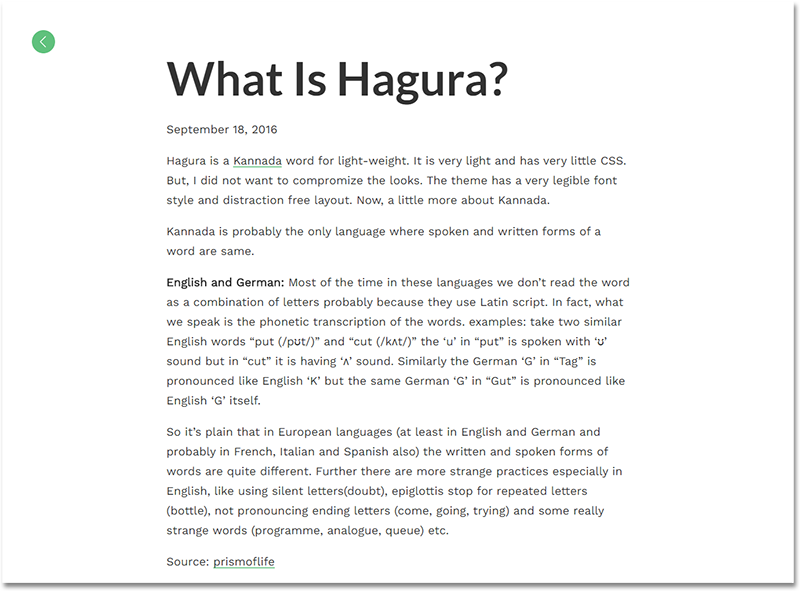 What Is Hagura?
September 18, 2016
Hagura is a Kannada word for light-weight. It is very light and has very little CSS.
But, I did not want to compromize the looks. The theme has a very legible font
style and distraction free layout. Now, a little more about Kannada.
Kannada is probably the only language where spoken and written forms of a
word are same.
English and German: Most of the time in these languages we don’t read the word
as a combination of letters probably because they use Latin script. In fact, what
we speak is the phonetic transcription of the words. examples: take two similar
English words “put (/pʊt/)” and “cut (/kʌt/)” the ‘u’ in “put” is spoken with ‘ʊ’
sound but in “cut” it is having ‘ʌ’ sound. Similarly the German ‘G’ in “Tag” is
pronounced like English ‘K’ but the same German ‘G’ in “Gut” is pronounced like
English ‘G’ itself.
So it’s plain that in European languages (at least in English and German and
probably in French, Italian and Spanish also) the written and spoken forms of
words are quite different. Further there are more strange practices especially in
English, like using silent letters(doubt), epiglottis stop for repeated letters
(bottle), not pronouncing ending letters (come, going, trying) and some really
strange words (programme, analogue, queue) etc.
Source: prismoflife